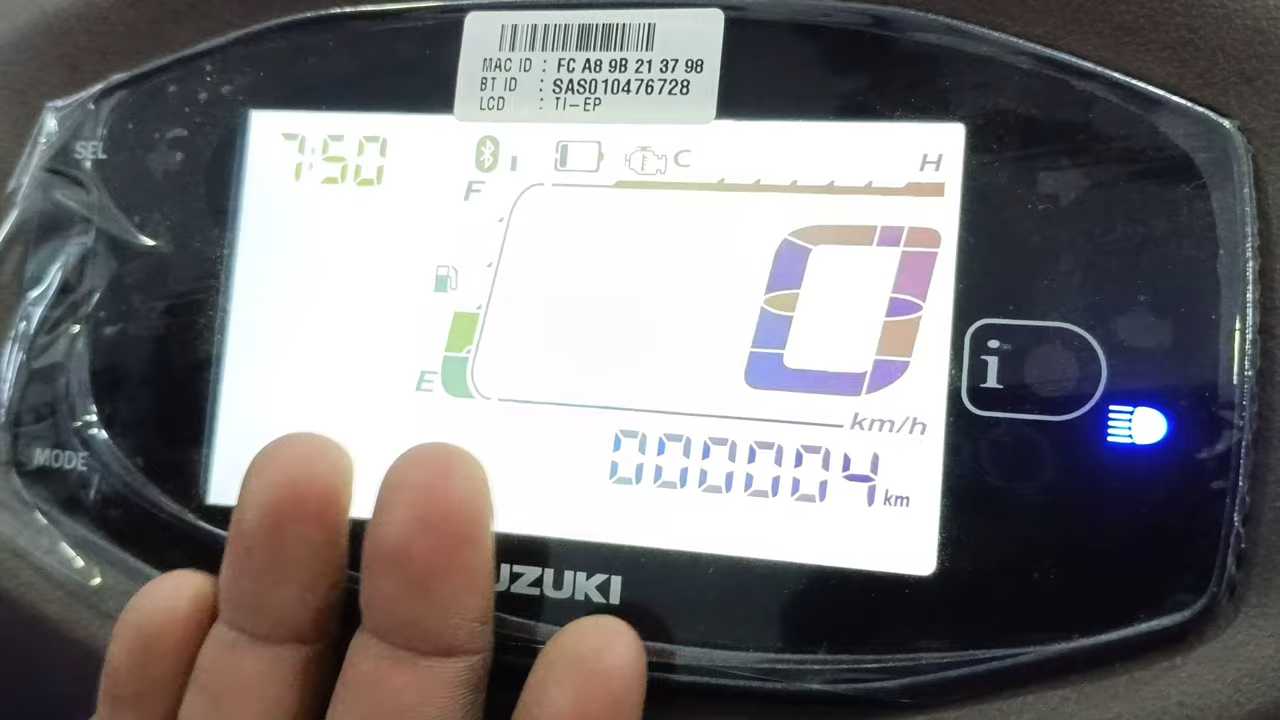 MAC ID : FC A8 9B 21 37 98
BT ID : SAS010476728
LCD : TI-EP
SEL
7:50
C
H
F
0
E
i
km/h
MODE
000004 km
UZUKI